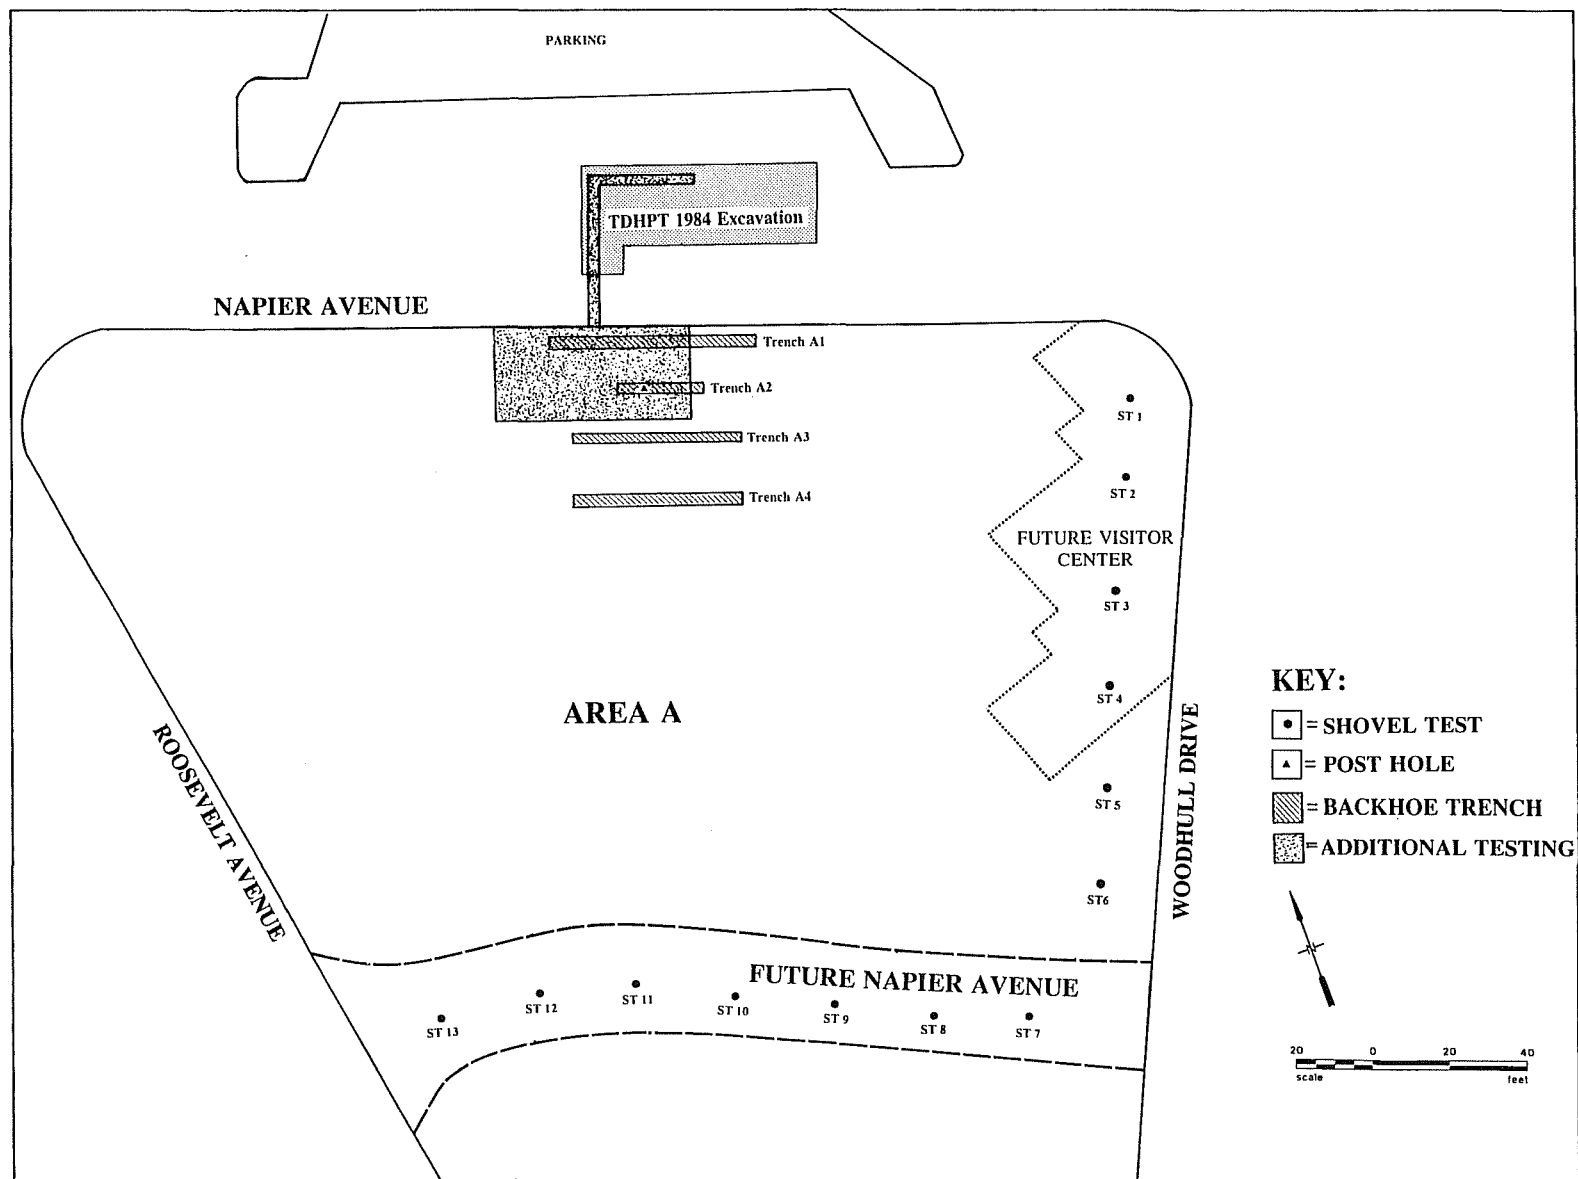 PARKING
TDHPT 1984 Excavation
NAPIER AVENUE
Trench A1
Trench A2
Trench A3
Trench A4
ST 1
ST 2
FUTURE VISITOR
CENTER
ST 3
ST 4
ST 5
ST6
AREA A
ROOSEVELT AVENUE
WOODHULL DRIVE
FUTURE NAPIER AVENUE
ST 13
ST 12
ST 11
ST 10
ST 9
ST 8
ST 7
KEY:
= SHOVEL TEST
= POST HOLE
= BACKHOE TRENCH
=ADDITIONAL TESTING
20 0 20 40
scale feet